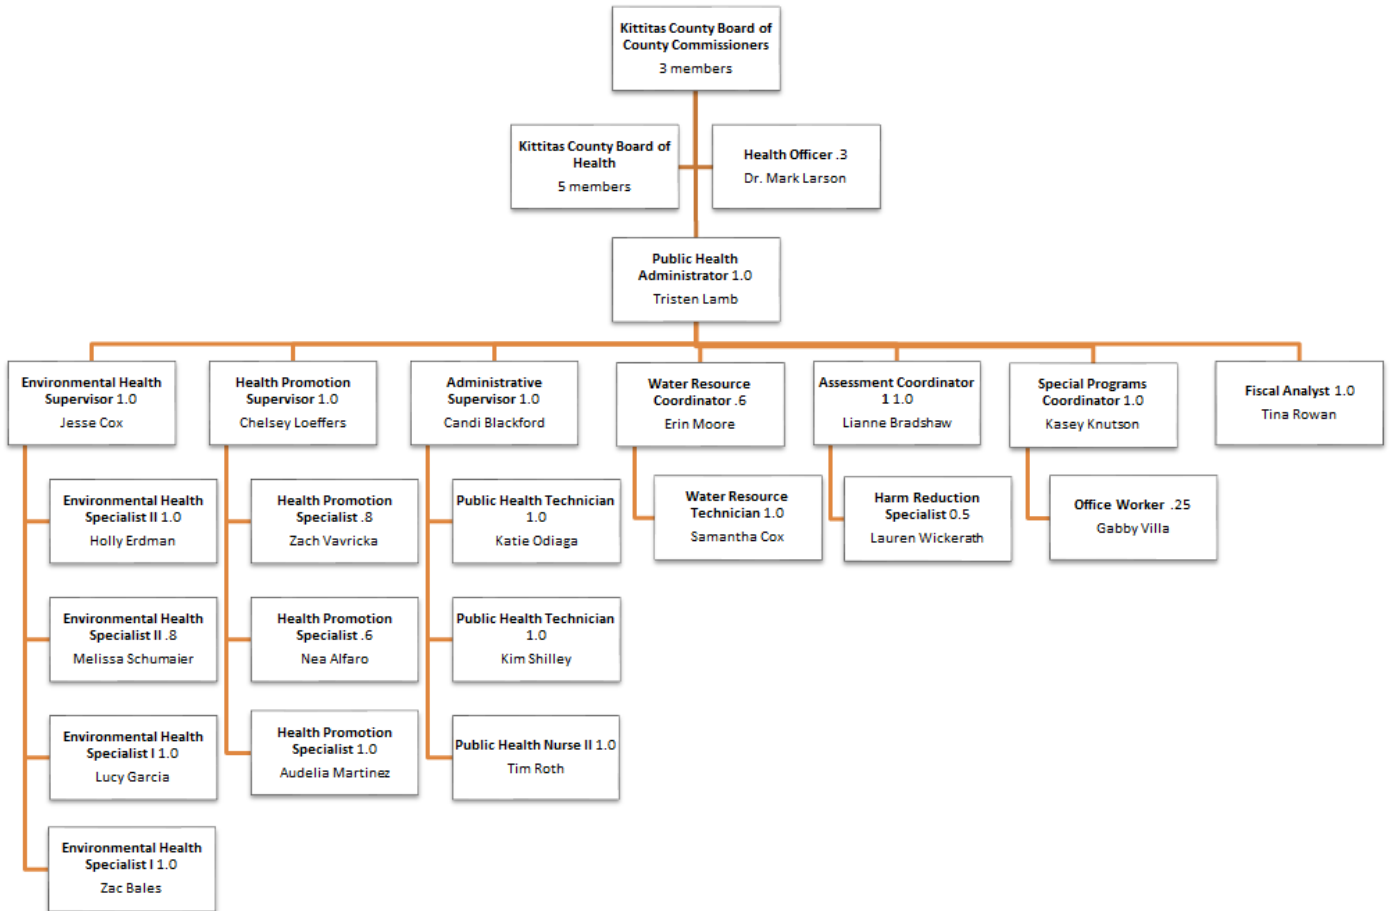 Kittitas County Board of
County Commissioners
3 members
Kittitas County Board of
Health
5 members
Health Officer .3
Dr. Mark Larson
Public Health
Administrator 1.0
Tristen Lamb
Environmental Health
Supervisor 1.0
Jesse Cox
Health Promotion
Supervisor 1.0
Chelsey Loeffers
Administrative
Supervisor 1.0
Candi Blackford
Water Resource
Coordinator .6
Erin Moore
Assessment Coordinator
1 1.0
Lianne Bradshaw
Special Programs
Coordinator 1.0
Kasey Knutson
Fiscal Analyst 1.0
Tina Rowan
Environmental Health
Specialist II 1.0
Holly Erdman
Environmental Health
Specialist II .8
Melissa Schumaier
Environmental Health
Specialist I 1.0
Lucy Garcia
Environmental Health
Specialist I 1.0
Zac Bales
Health Promotion
Specialist .8
Zach Vavricka
Health Promotion
Specialist .6
Nea Alfaro
Health Promotion
Specialist 1.0
Audelia Martinez
Public Health Technician
1.0
Katie Odiaga
Public Health Technician
1.0
Kim Shilley
Public Health Nurse II 1.0
Tim Roth
Water Resource
Technician 1.0
Samantha Cox
Harm Reduction
Specialist 0.5
Lauren Wickerath
Office Worker .25
Gabby Villa